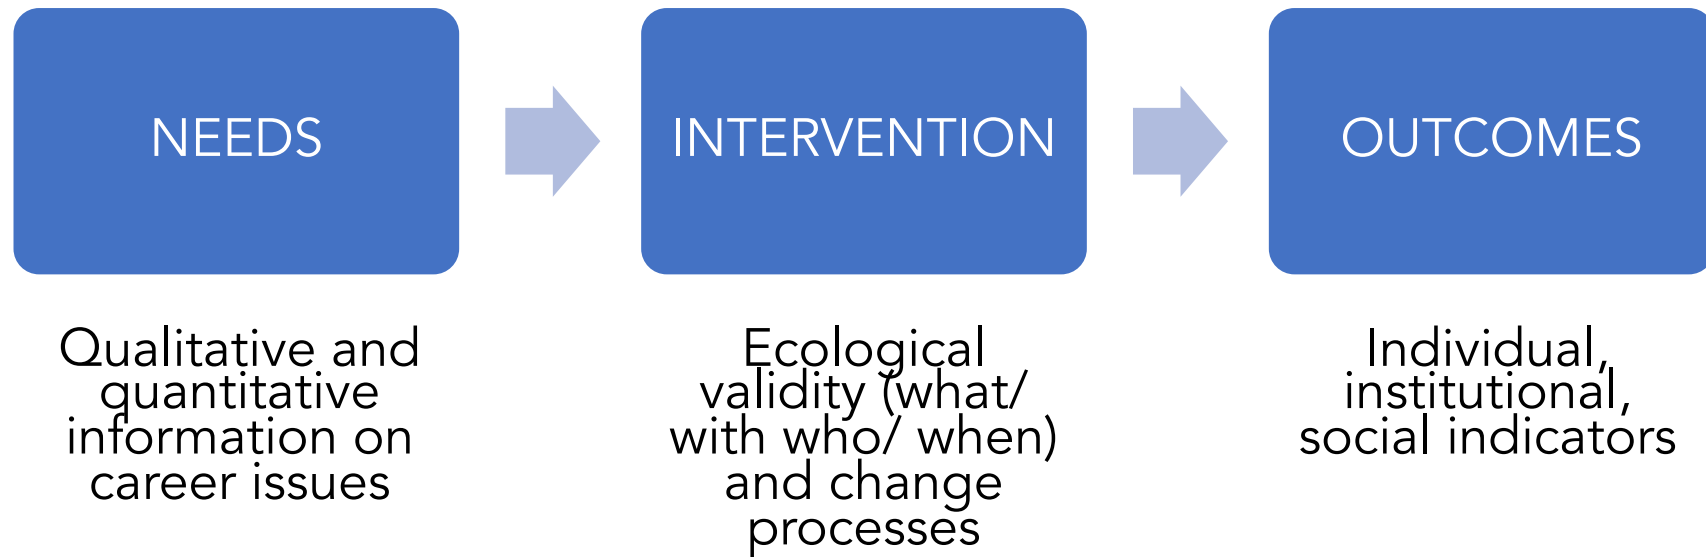 NEEDS
INTERVENTION
OUTCOMES
Qualitative and
quantitative
information on
career issues
Ecological
validity (what/
with who/ when)
and change
processes
Individual,
institutional,
social indicators